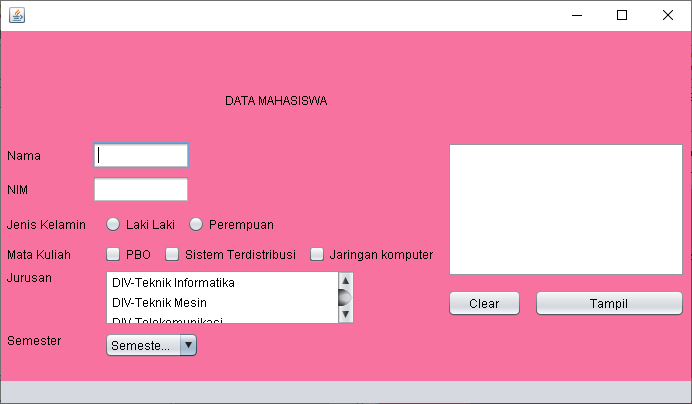 DATA MAHASISWA
Nama
NIM
Jenis Kelamin Laki Laki Perempuan
Mata Kuliah PBO Sistem Terdistribusi Jaringan komputer
Jurusan
DIV-Teknik Informatika
DIV-Teknik Mesin
DIV-Telekomunikasi
Clear Tampil
Semester Semeste...